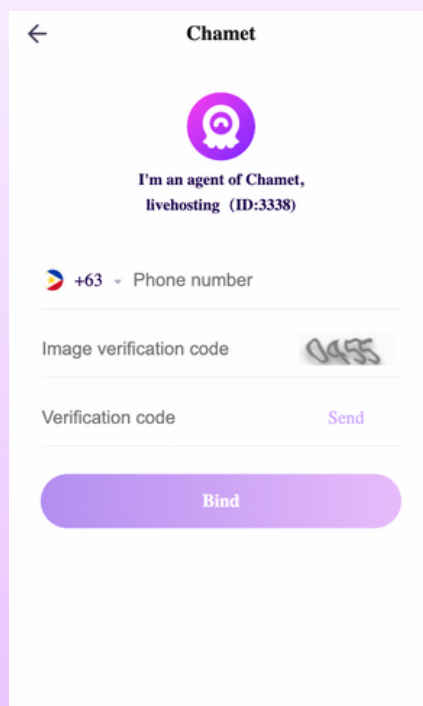 Chamet
I'm an agent of Chamet,
livehosting（ID:3338）
+63 Phone number
Image verification code
Verification code Send
Bind